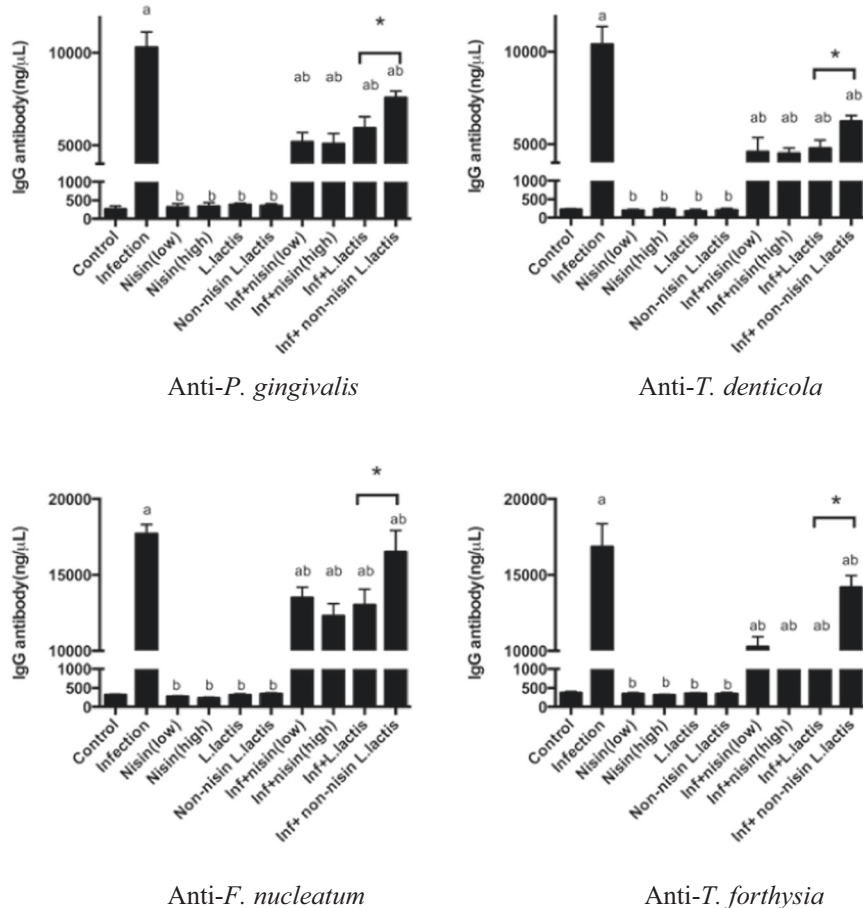 IgG antibody(ng/µL)
10000
5000
1000
500
0
a
b
b
b
b
ab
ab
ab
ab
*
Control
Infection
Nisin(low)
Nisin(high)
L.lactis
Non-nisin L.lactis
Inf+nisin(low)
Inf+nisin(high)
Inf+L.lactis
Inf+ non-nisin L.lactis
Anti-P. gingivalis
IgG antibody(ng/µL)
10000
5000
1000
500
0
a
b
b
b
b
ab
ab
ab
ab
*
Control
Infection
Nisin(low)
Nisin(high)
L.lactis
Non-nisin L.lactis
Inf+nisin(low)
Inf+nisin(high)
Inf+L.lactis
Inf+ non-nisin L.lactis
Anti-T. denticola
IgG antibody(ng/µL)
20000
15000
10000
1000
500
0
a
b
b
b
b
ab
ab
ab
ab
*
Control
Infection
Nisin(low)
Nisin(high)
L.lactis
Non-nisin L.lactis
Inf+nisin(low)
Inf+nisin(high)
Inf+L.lactis
Inf+ non-nisin L.lactis
Anti-F. nucleatum
IgG antibody(ng/µL)
20000
15000
10000
1000
500
0
a
b
b
b
b
ab
ab
ab
ab
*
Control
Infection
Nisin(low)
Nisin(high)
L.lactis
Non-nisin L.lactis
Inf+nisin(low)
Inf+nisin(high)
Inf+L.lactis
Inf+ non-nisin L.lactis
Anti-T. forthysia